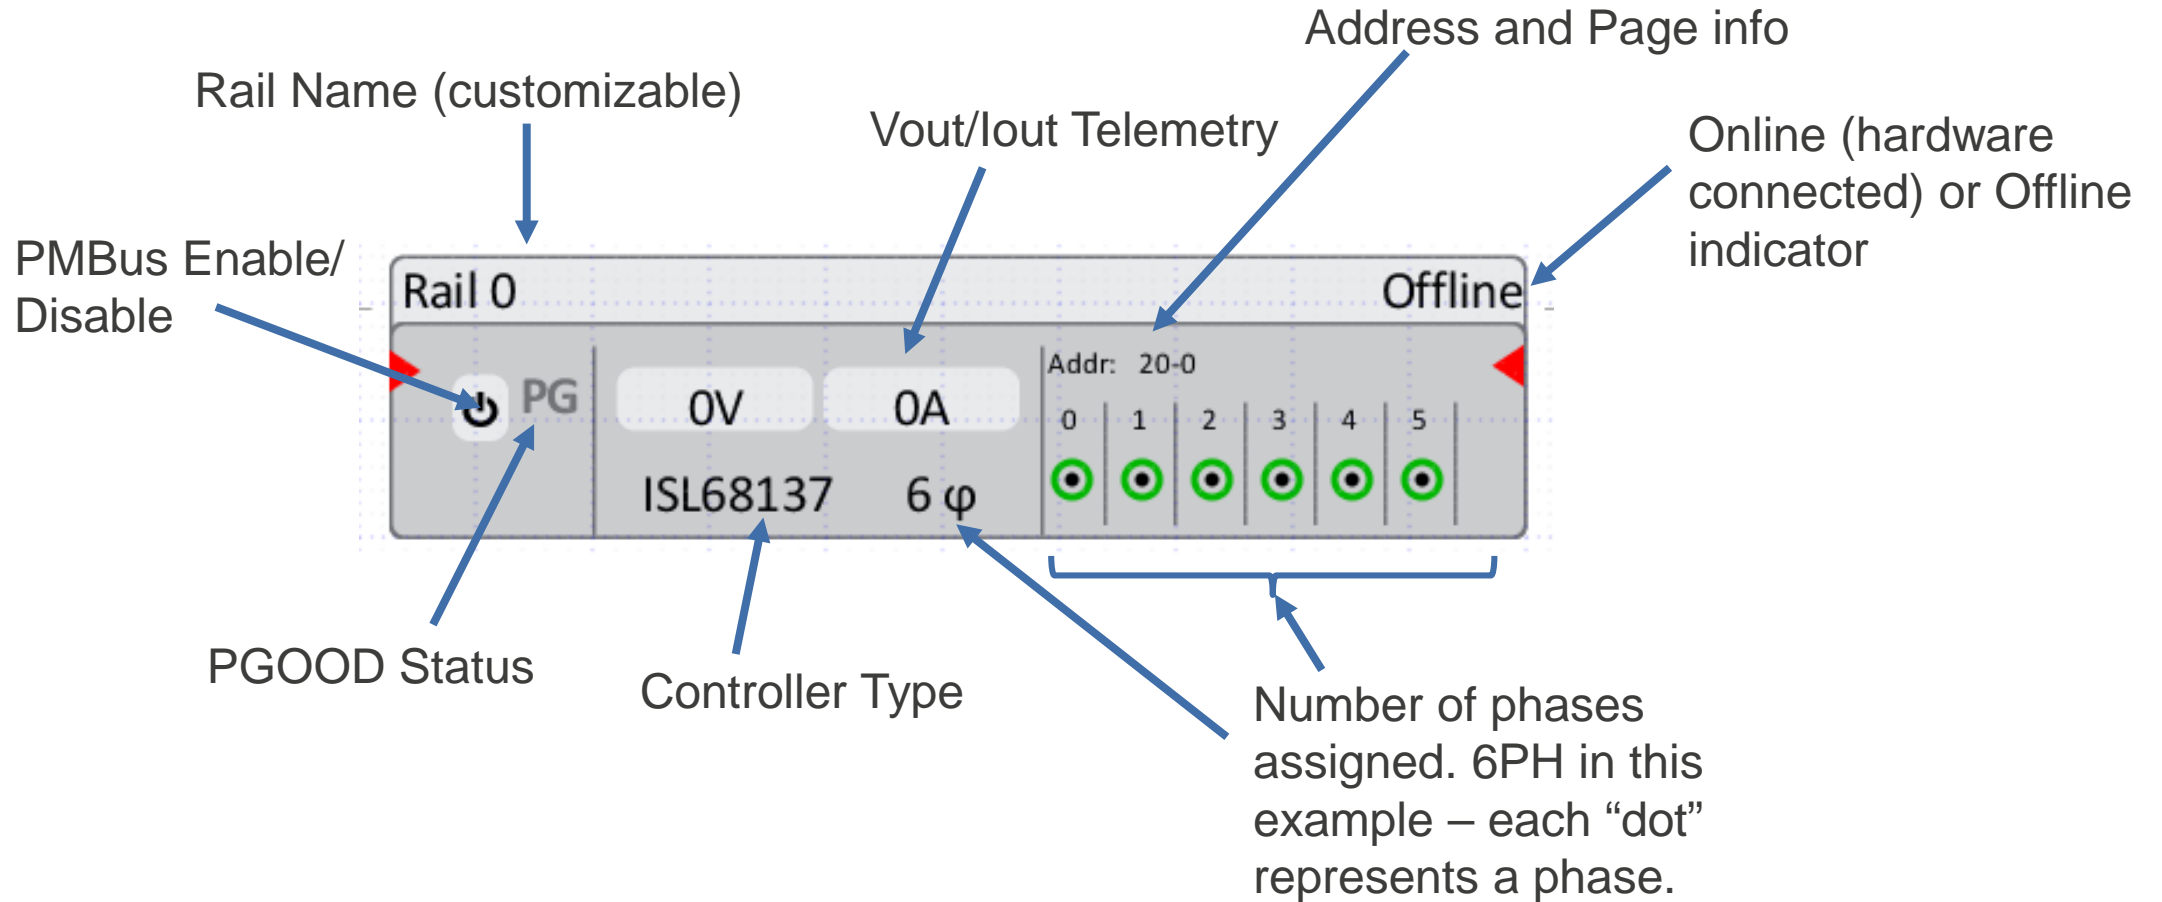 Address and Page info
Rail Name (customizable)
Vout/Iout Telemetry
Online (hardware
connected) or Offline
indicator
PMBus Enable/
Disable
Rail 0
Offline
PG
0V
0A
Addr: 20-0
0 1 2 3 4 5
ISL68137
6 φ
PGOOD Status
Controller Type
Number of phases
assigned. 6PH in this
example – each “dot”
represents a phase.